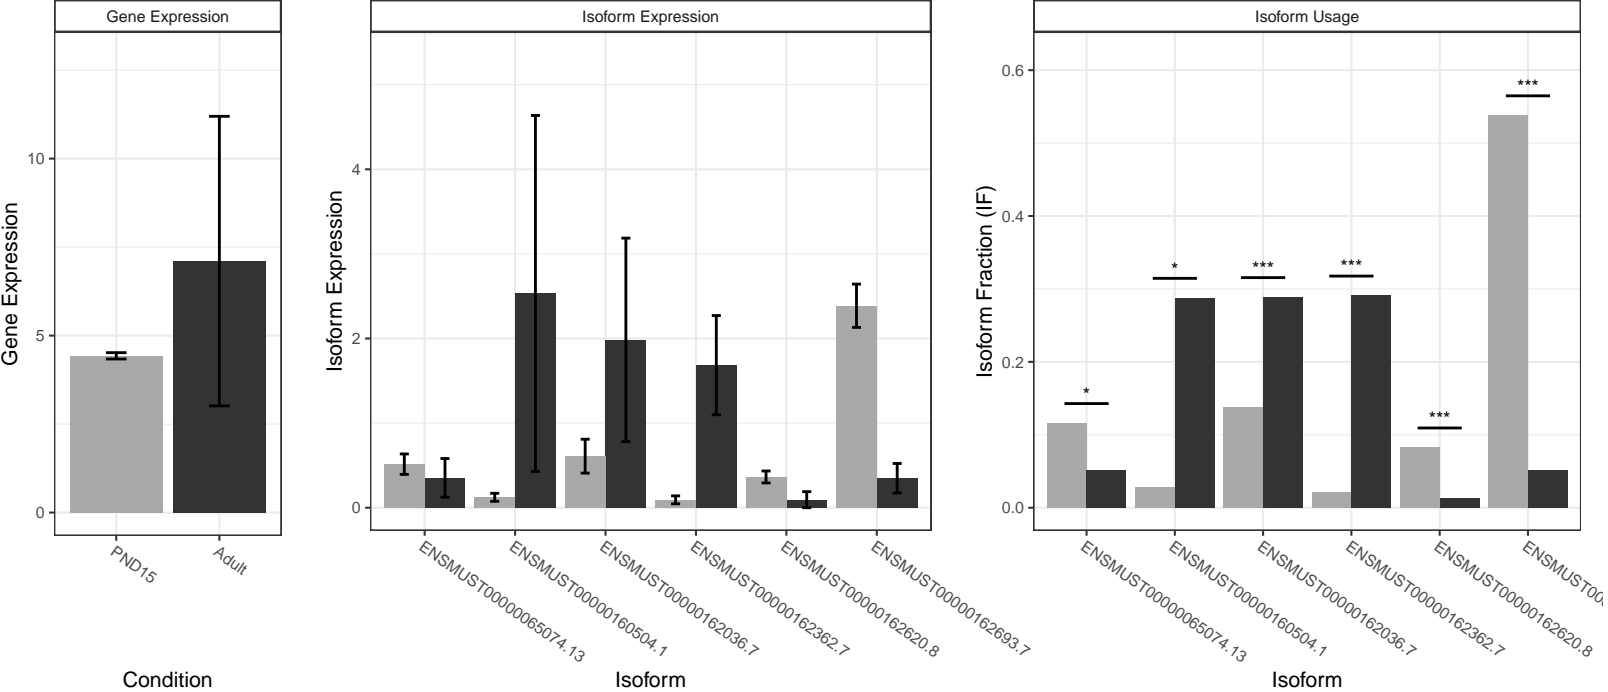 Gene Expression
Isoform Expression
Isoform Usage
Gene Expression
10
5
0
PND15
Adult
Condition
Isoform Expression
4
2
0
ENSMUST00000065074.13
ENSMUST00000160504.1
ENSMUST00000162036.7
ENSMUST00000162362.7
ENSMUST00000162620.8
ENSMUST00000162693.7
Isoform
Isoform Fraction (IF)
0.6
0.4
0.2
0.0
*
*
***
***
***
***
ENSMUST00000065074.13
ENSMUST00000160504.1
ENSMUST00000162036.7
ENSMUST00000162362.7
ENSMUST00000162620.8
Isoform